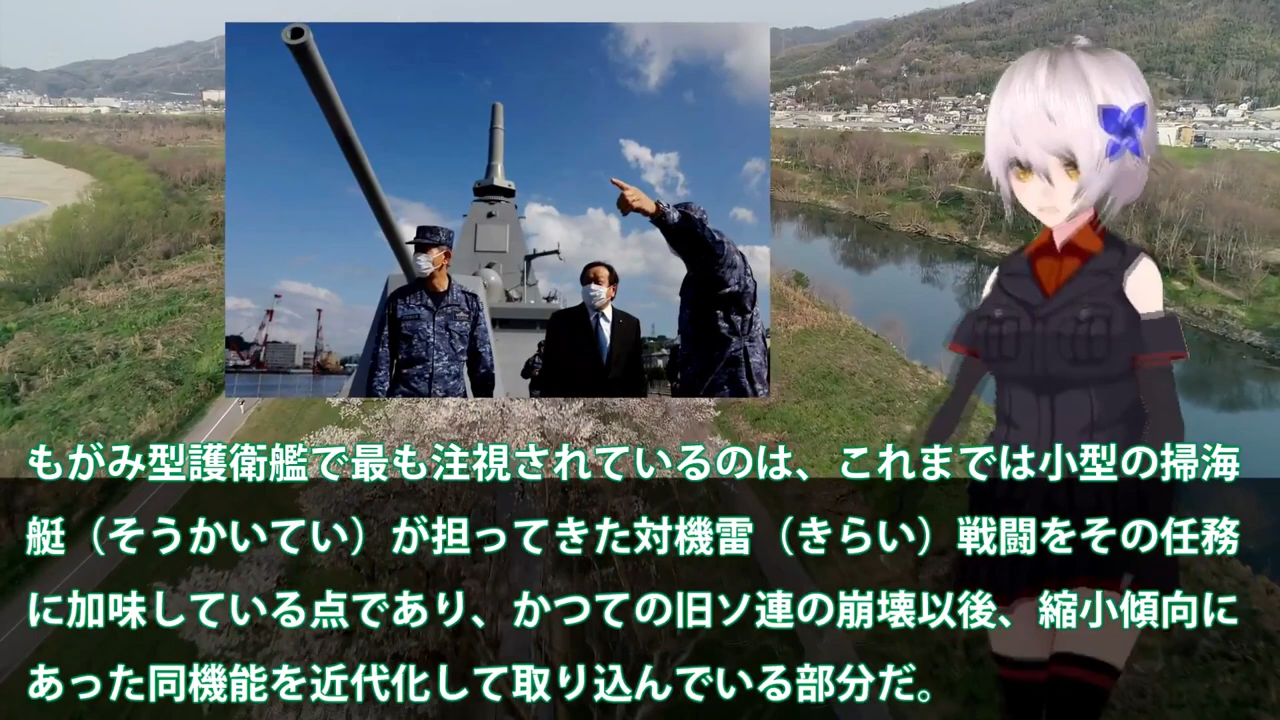 もがみ型護衛艦で最も注視されているのは、これまでは小型の掃海
艇（そうかいてい）が担ってきた対機雷（きらい）戦闘をその任務
に加味している点であり、かつての旧ソ連の崩壊以後、縮小傾向に
あった同機能を近代化して取り込んでいる部分だ。